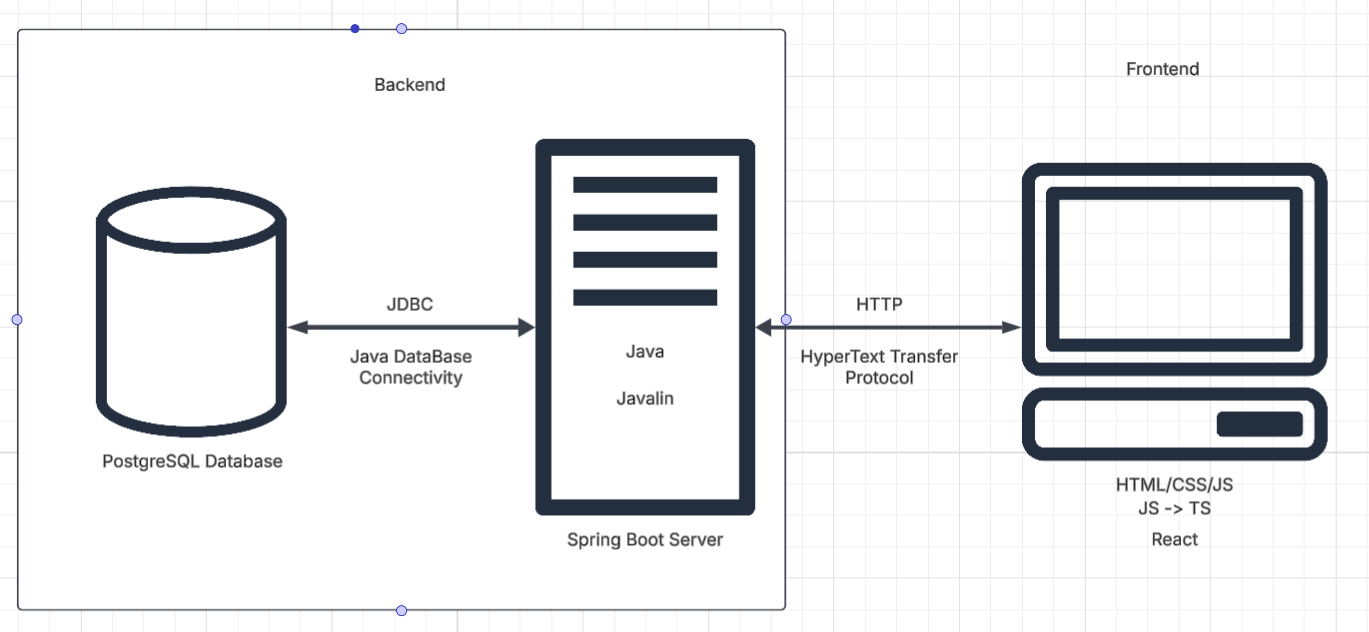 Backend
Frontend
JDBC
Java DataBase
Connectivity
Java
Javalin
HTTP
HyperText Transfer
Protocol
PostgreSQL Database
Spring Boot Server
HTML/CSS/JS
JS -> TS
React